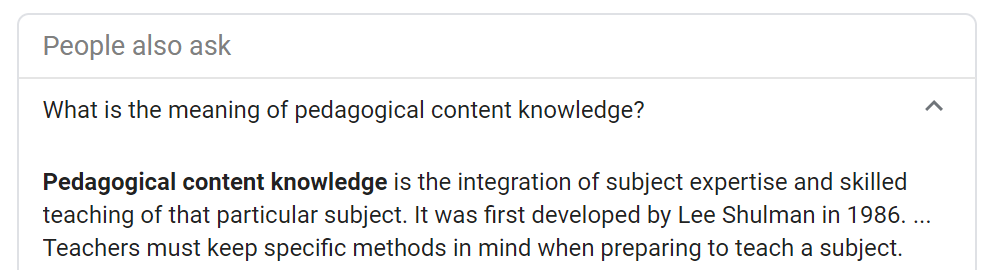 People also ask
What is the meaning of pedagogical content knowledge?
Pedagogical content knowledge is the integration of subject expertise and skilled
teaching of that particular subject. It was first developed by Lee Shulman in 1986. ...
Teachers must keep specific methods in mind when preparing to teach a subject.